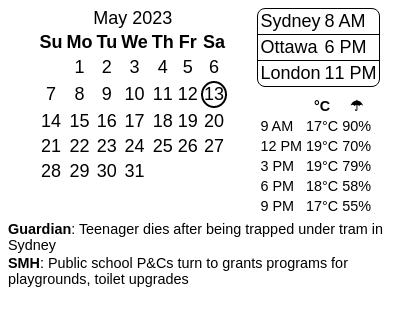 May 2023
Su Mo Tu We Th Fr Sa
1 2 3 4 5 6
7 8 9 10 11 12 13
14 15 16 17 18 19 20
21 22 23 24 25 26 27
28 29 30 31
Sydney 8 AM
Ottawa 6 PM
London 11 PM
°C ☂
9 AM 17°C 90%
12 PM 19°C 70%
3 PM 19°C 79%
6 PM 18°C 58%
9 PM 17°C 55%
Guardian: Teenager dies after being trapped under tram in
Sydney
SMH: Public school P&Cs turn to grants programs for
playgrounds, toilet upgrades